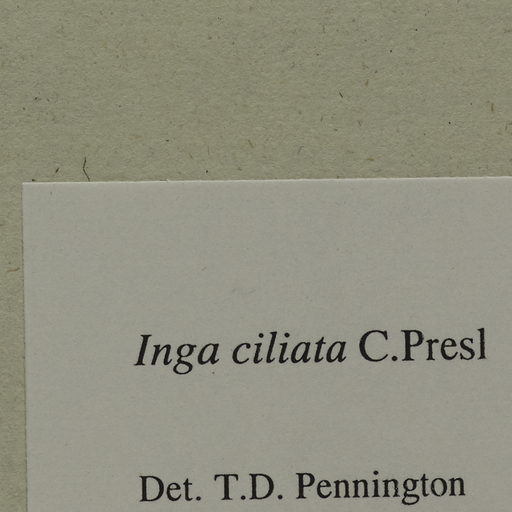 Inga ciliata C.Presl
Det. T.D. Pennington